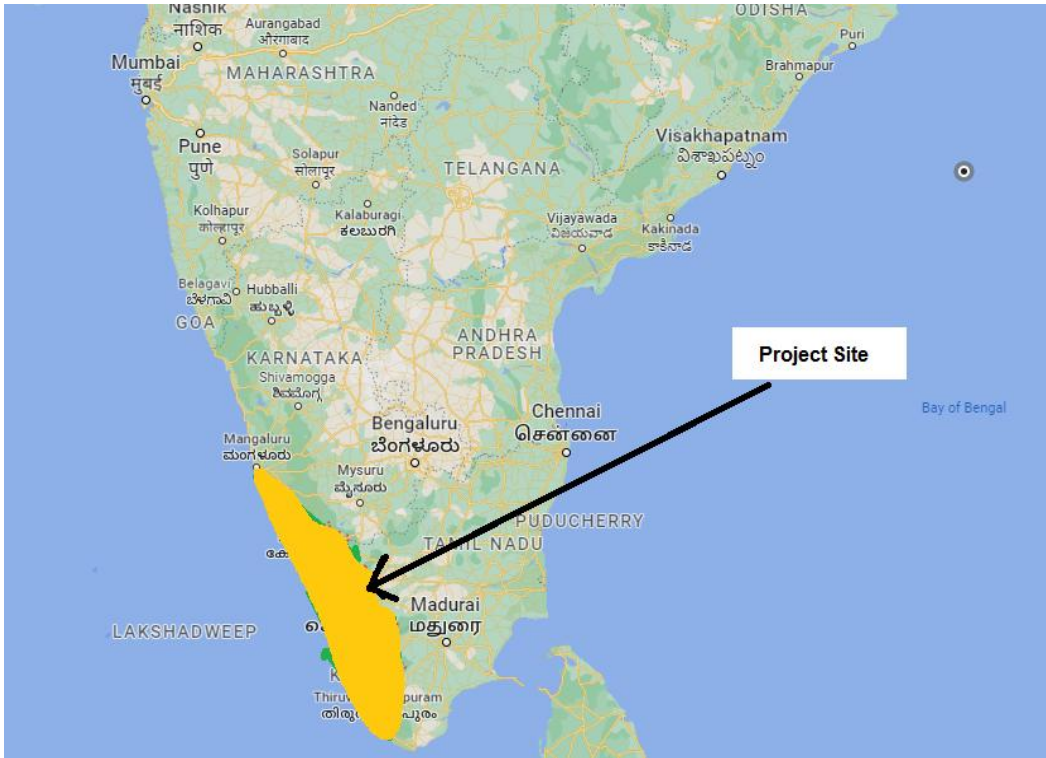 Nashik
नाशिक
Aurangabad
औरंगाबाद
ODISHA
Puri
Mumbai
मुंबई
MAHARASHTRA
Brahmapur
Nanded
नांदेड
Pune
पुणे
Visakhapatnam
విశాఖపట్నం
Solapur
सोलापूर
TELANGANA
Kolhapur
कोल्हापूर
Kalaburagi
ಕಲಬುರಗಿ
Vijayawada
విజయవాడ
Kakinada
కాకినాడ
Belagavi
ಬೆಳಗಾವಿ
Hubballi
ಹುಬ್ಬಳ್ಳಿ
GOA
ANDHRA
PRADESH
Project Site
KARNATAKA
Shivamogga
ಶಿವಮೊಗ್ಗ
Bay of Bengal
Chennai
சென்னை
Bengaluru
ಬೆಂಗಳೂರು
Mangaluru
ಮಂಗಳೂರು
Mysuru
ಮೈಸೂರು
PUDUCHERRY
TAMIL NADU
Madurai
மதுரை
LAKSHADWEEP
Thiru puram